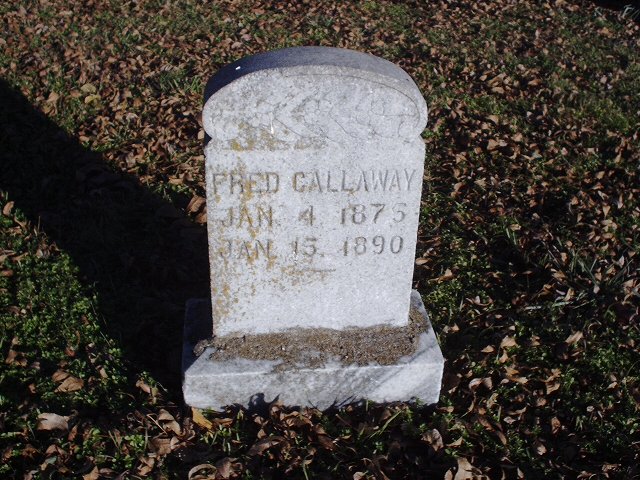 FRED CALLAWAY
JAN. 4. 1875
JAN. 15. 1890